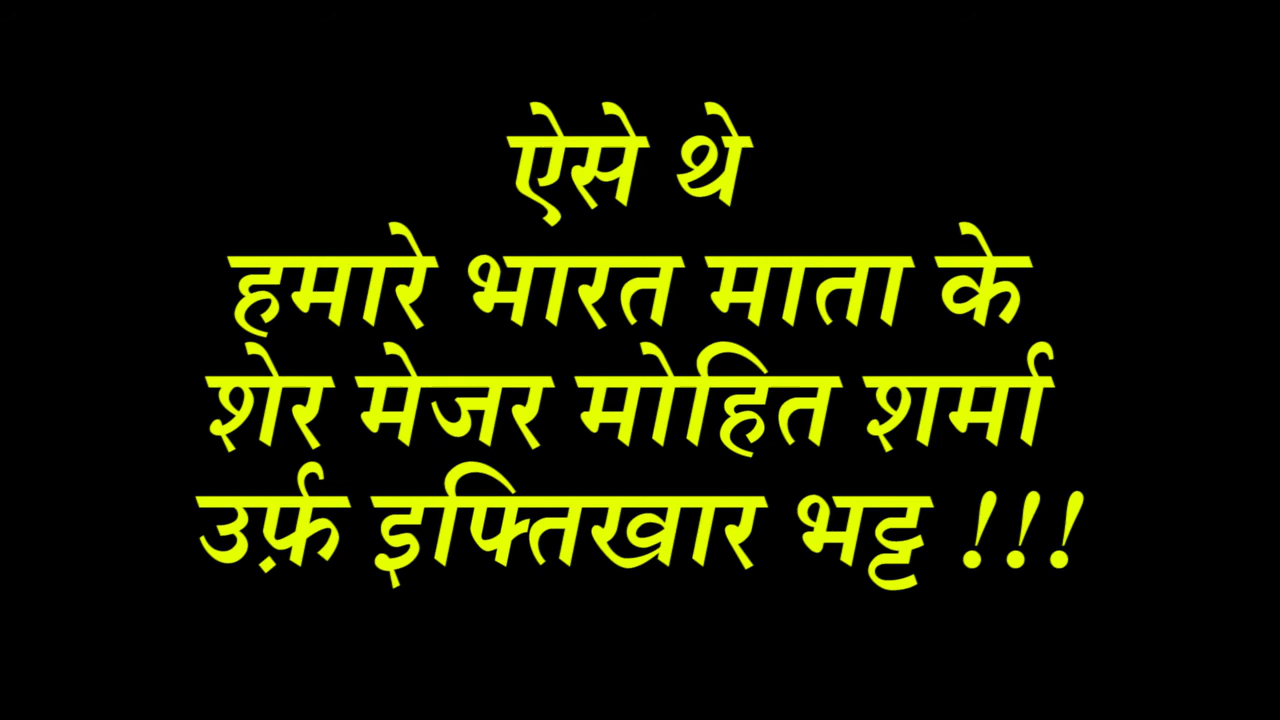 ऐसे थे
हमारे भारत माता के
शेर मेजर मोहित शर्मा
उर्फ़ इफ्तिखार भट्ट !!!